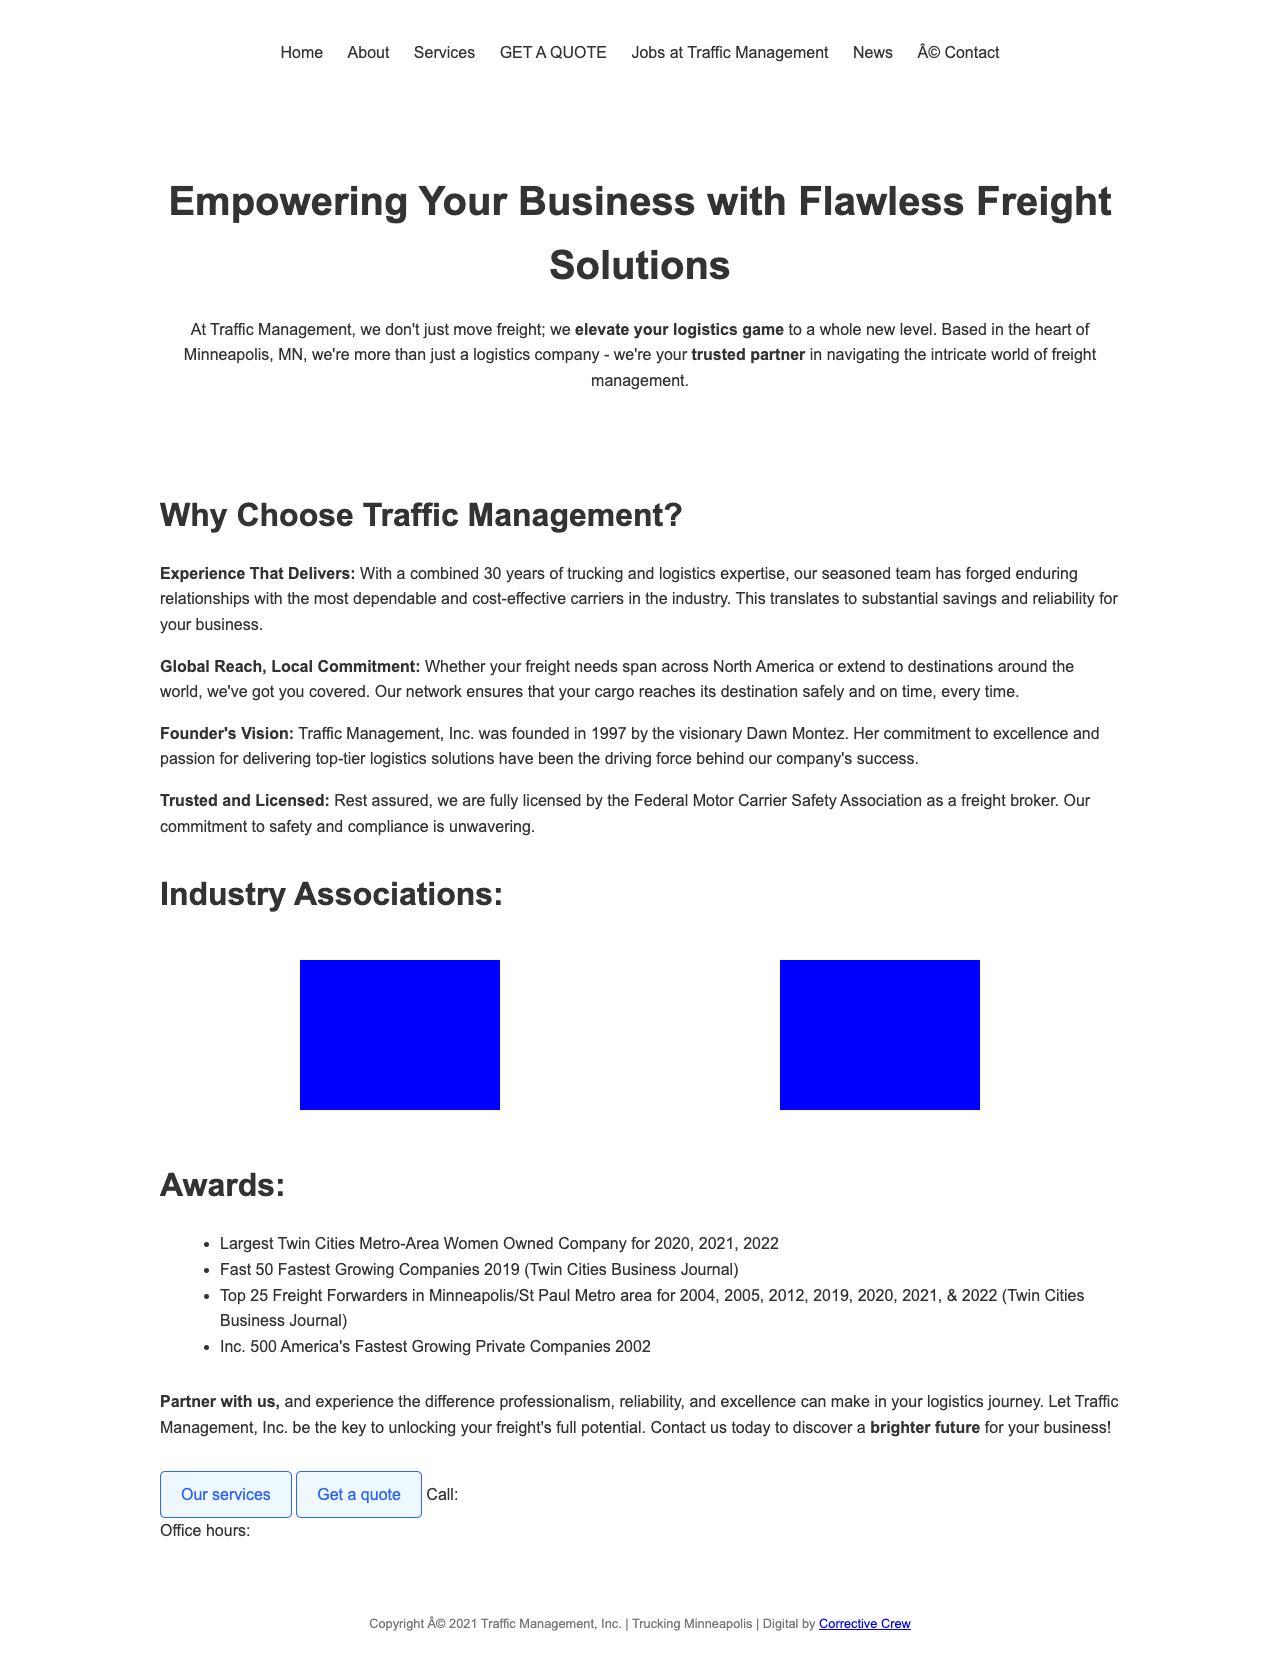 Home About Services GET A QUOTE Jobs at Traffic Management News Â© Contact
Empowering Your Business with Flawless Freight
Solutions
At Traffic Management, we don't just move freight; we elevate your logistics game to a whole new level. Based in the heart of
Minneapolis, MN, we're more than just a logistics company - we're your trusted partner in navigating the intricate world of freight
management.
Why Choose Traffic Management?
Experience That Delivers: With a combined 30 years of trucking and logistics expertise, our seasoned team has forged enduring
relationships with the most dependable and cost-effective carriers in the industry. This translates to substantial savings and reliability for
your business.
Global Reach, Local Commitment: Whether your freight needs span across North America or extend to destinations around the
world, we've got you covered. Our network ensures that your cargo reaches its destination safely and on time, every time.
Founder's Vision: Traffic Management, Inc. was founded in 1997 by the visionary Dawn Montez. Her commitment to excellence and
passion for delivering top-tier logistics solutions have been the driving force behind our company's success.
Trusted and Licensed: Rest assured, we are fully licensed by the Federal Motor Carrier Safety Association as a freight broker. Our
commitment to safety and compliance is unwavering.
Industry Associations:
Awards:
• Largest Twin Cities Metro-Area Women Owned Company for 2020, 2021, 2022
• Fast 50 Fastest Growing Companies 2019 (Twin Cities Business Journal)
• Top 25 Freight Forwarders in Minneapolis/St Paul Metro area for 2004, 2005, 2012, 2019, 2020, 2021, & 2022 (Twin Cities
Business Journal)
• Inc. 500 America's Fastest Growing Private Companies 2002
Partner with us, and experience the difference professionalism, reliability, and excellence can make in your logistics journey. Let Traffic
Management, Inc. be the key to unlocking your freight's full potential. Contact us today to discover a brighter future for your business!
Our services Get a quote Call:
Office hours:
Copyright Â© 2021 Traffic Management, Inc. | Trucking Minneapolis | Digital by Corrective Crew